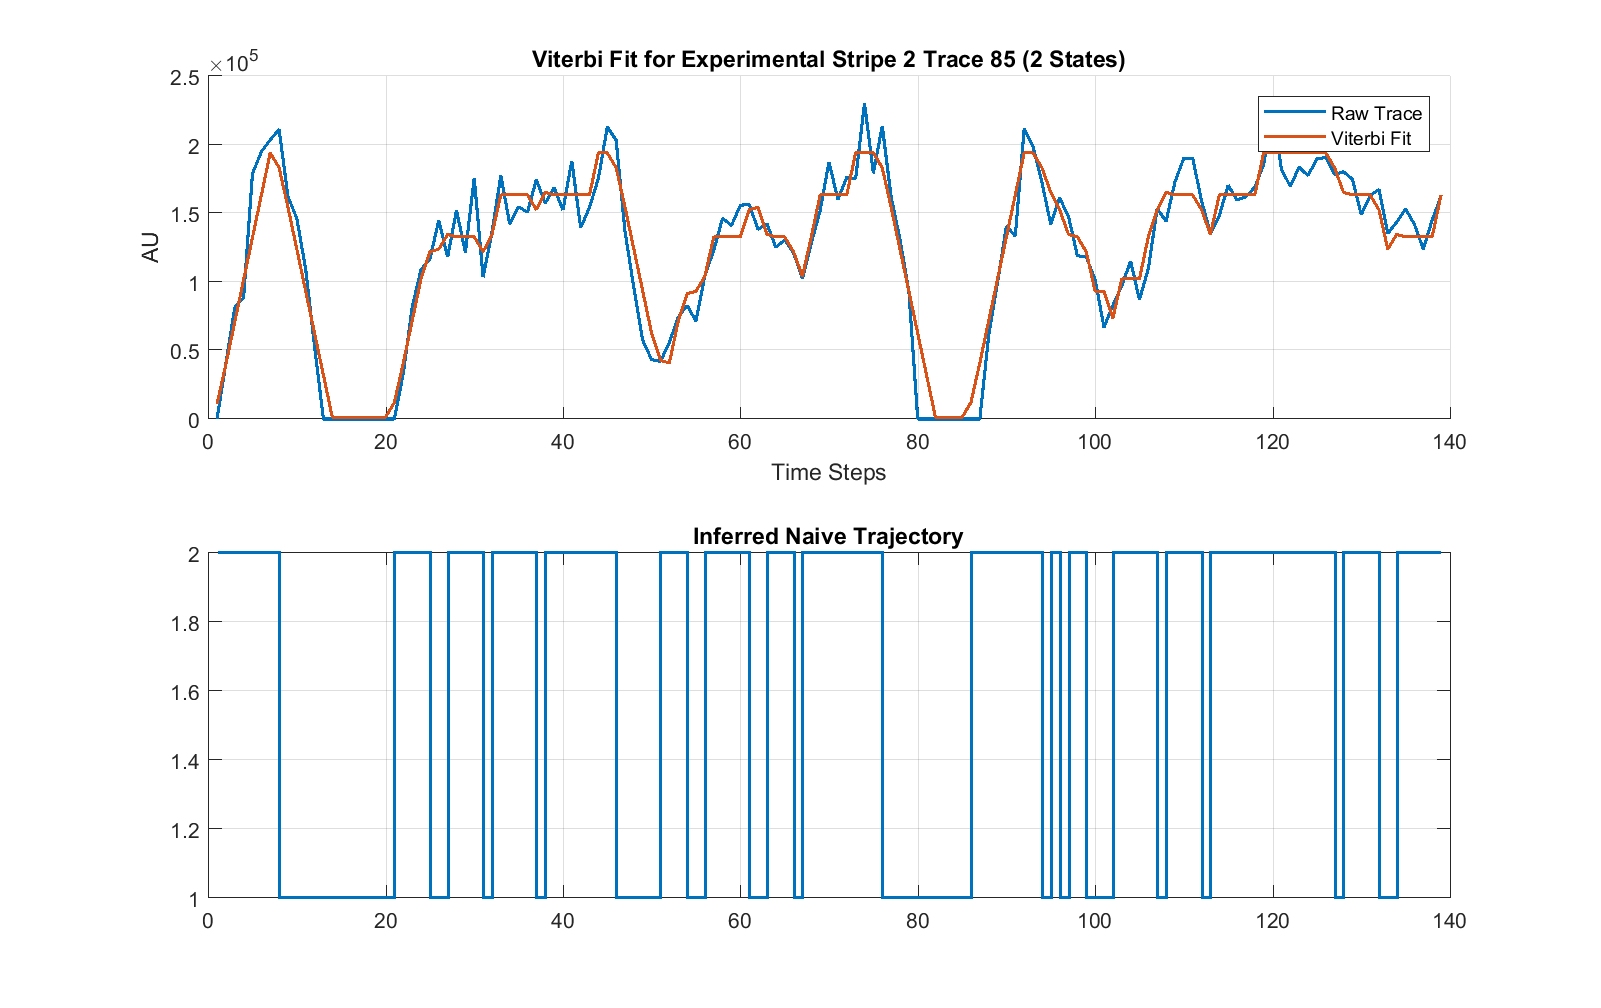 Viterbi Fit for Experimental Stripe 2 Trace 85 (2 States)
×10^5
2.5
2
1.5
1
0.5
0
AU
Raw Trace
Viterbi Fit
0 20 40 60 80 100 120 140
Time Steps
Inferred Naive Trajectory
2
1.8
1.6
1.4
1.2
1
0 20 40 60 80 100 120 140